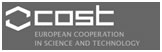 cost
EUROPEAN COOPERATION
IN SCIENCE AND TECHNOLOGY